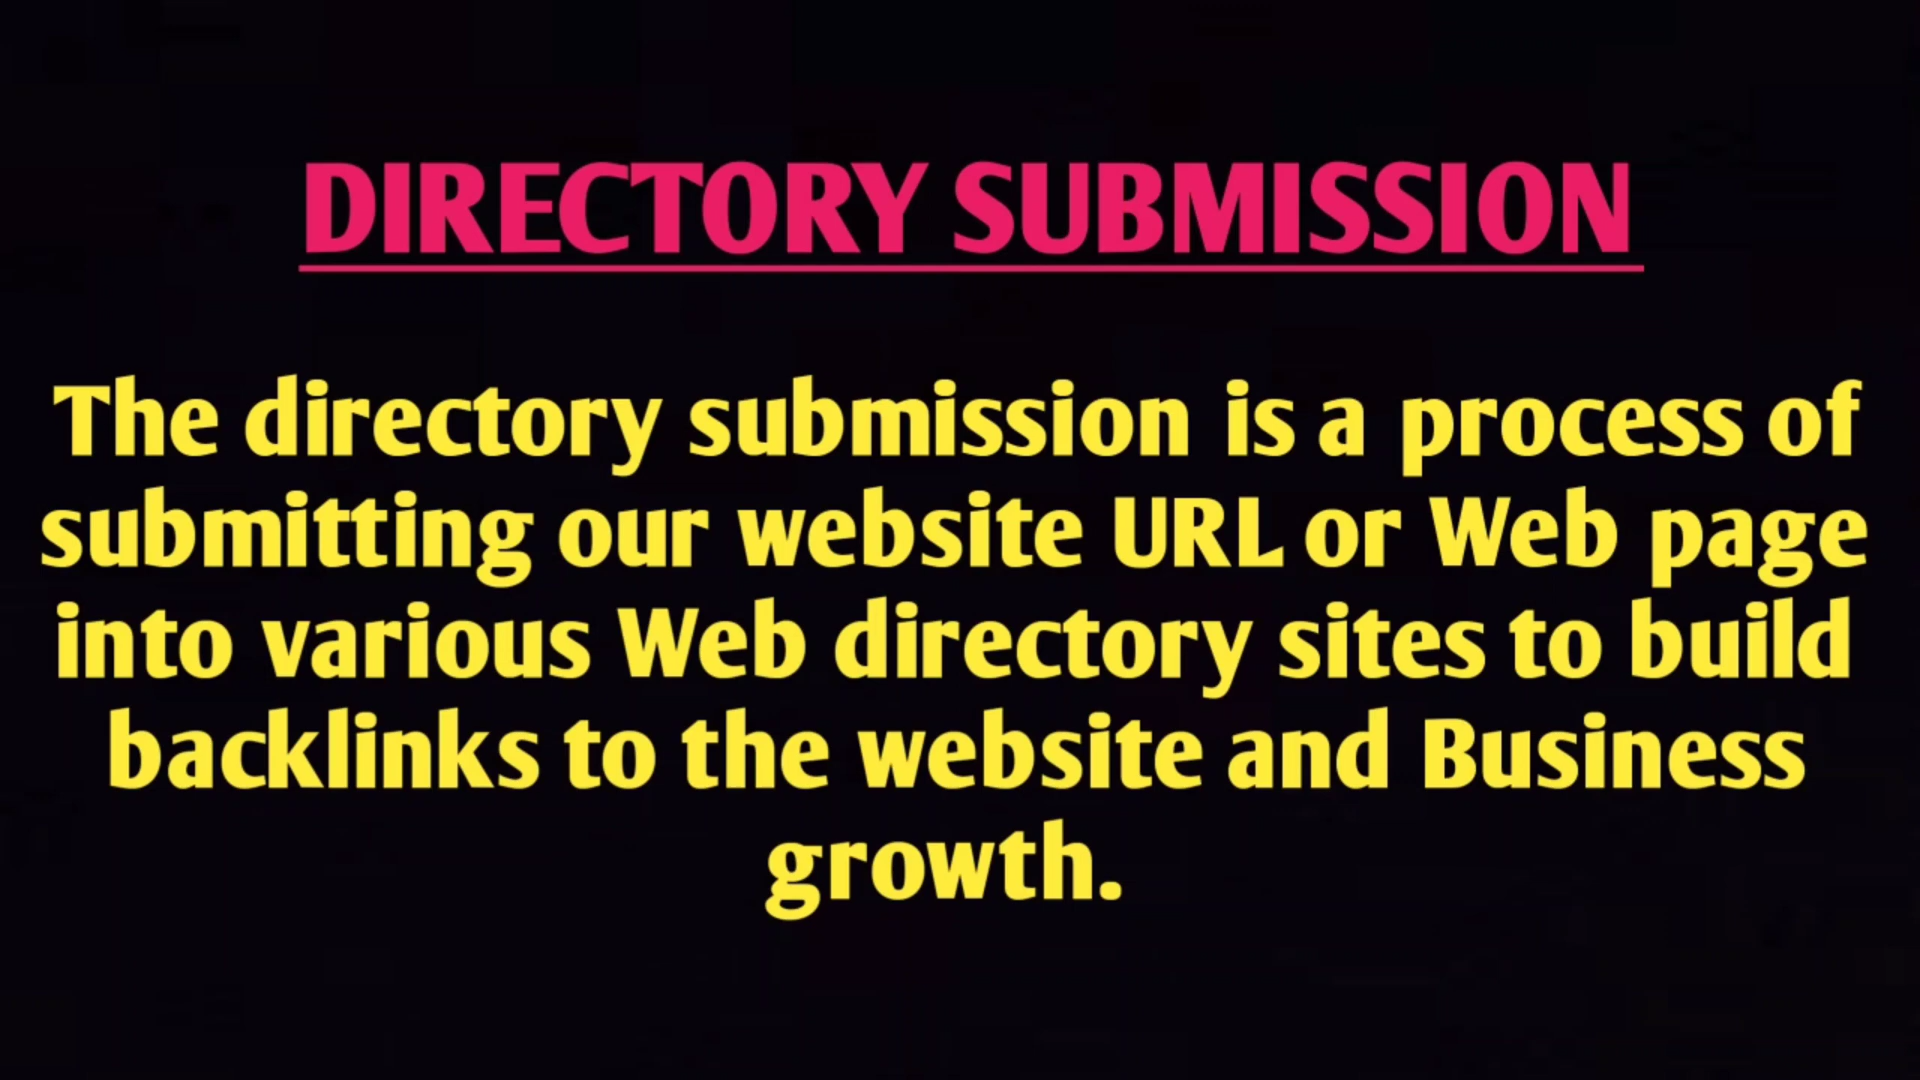 DIRECTORY SUBMISSION
The directory submission is a process of
submitting our website URL or Web page
into various Web directory sites to build
backlinks to the website and Business
growth.